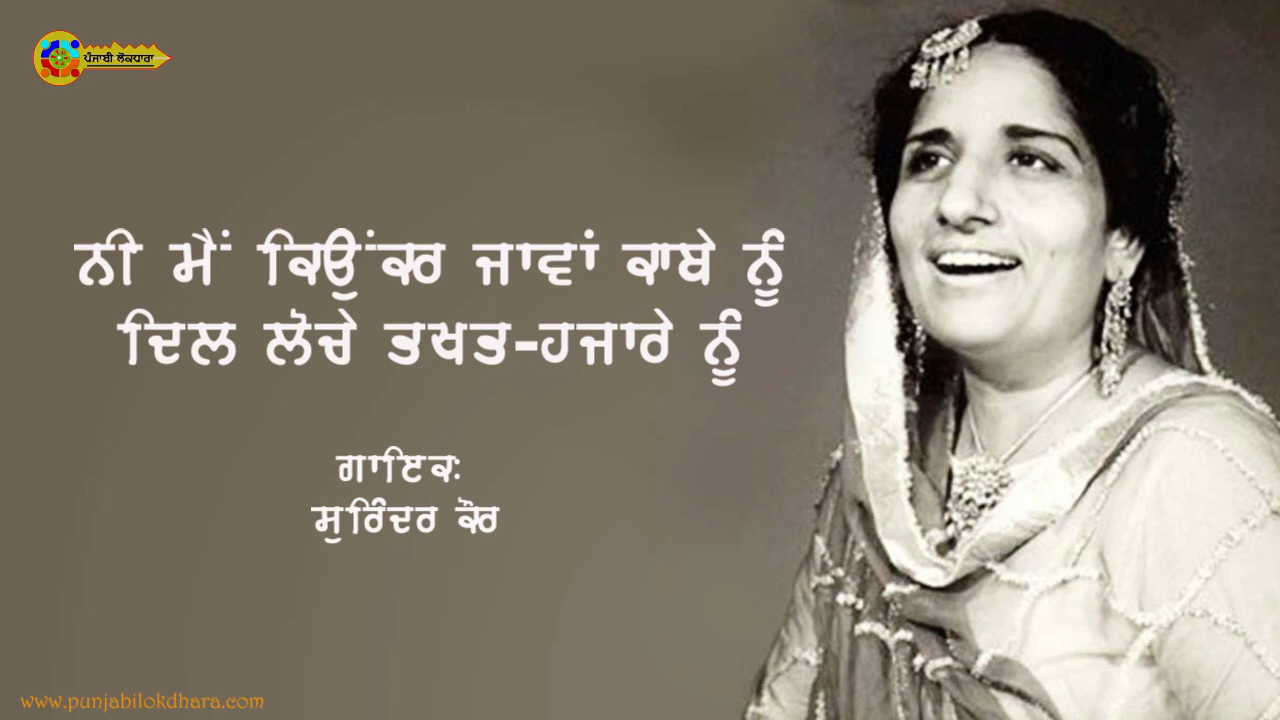 ਪੰਜਾਬੀ ਲੋਕਧਾਰਾ
ਨੀ ਮੈਂ ਕਿਉਂਕਰ ਜਾਵਾਂ ਕਾਬੇ ਨੂੰ
ਦਿਲ ਲੋਚੇ ਤਖਤ-ਹਜਾਰੇ ਨੂੰ
ਗਾਇਕਃ
ਸੁਰਿੰਦਰ ਕੌਰ
www.punjabilokdhara.com